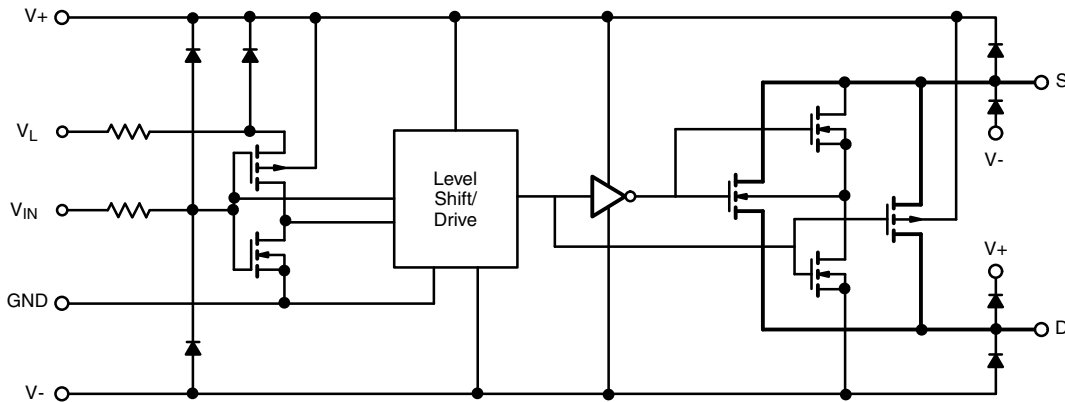 V+
S
V-
VL
Level
Shift/
Drive
VIN
V+
GND
D
V-